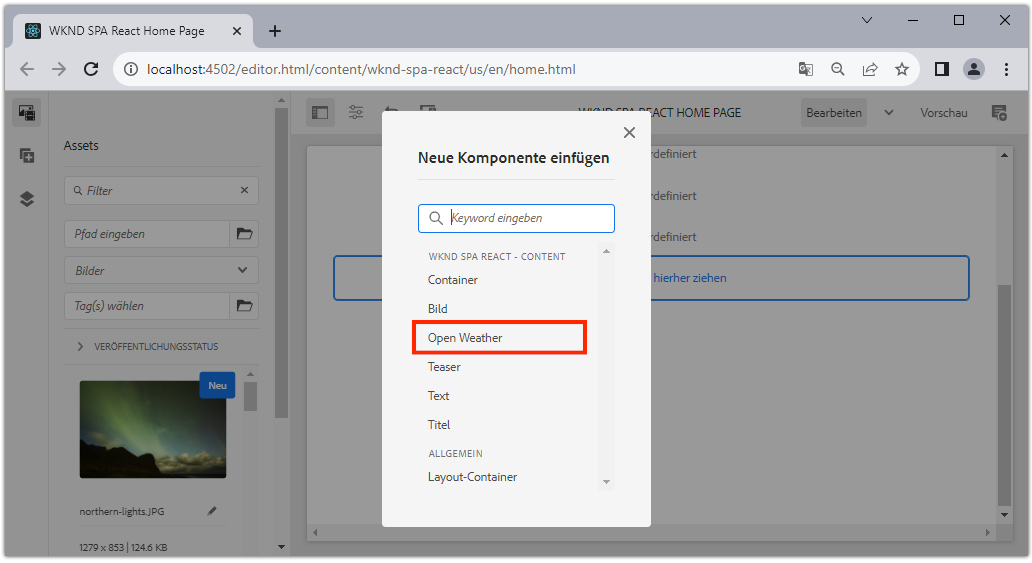 WKND SPA React Home Page
localhost:4502/editor.html/content/wknd-spa-react/us/en/home.html
WKND SPA REACT HOME PAGE
Bearbeiten
Vorschau
Assets
Filter
Pfad eingeben
Bilder
Tag(s) wählen
VERÖFFENTLICHUNGSSTATUS
Neu
northern-lights.JPG
1279 x 853 | 124.6 KB
Neue Komponente einfügen
Keyword eingeben
WKND SPA REACT - CONTENT
Container
Bild
Open Weather
Teaser
Text
Titel
ALLGEMEIN
Layout-Container
rdefiniert
rdefiniert
rdefiniert
hierher ziehen